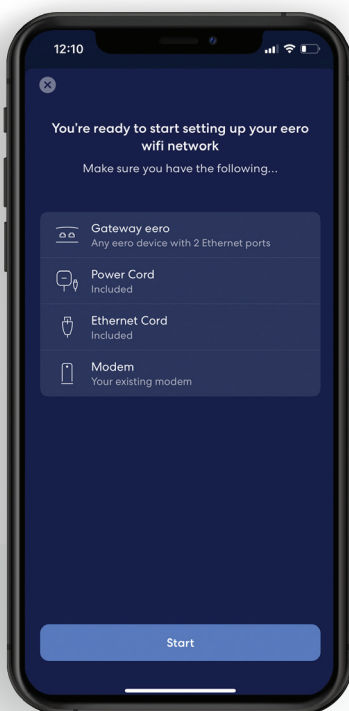 12:10
You're ready to start setting up your eero
wifi network
Make sure you have the following...
Gateway eero
Any eero device with 2 Ethernet ports
Power Cord
Included
Ethernet Cord
Included
Modem
Your existing modem
Start